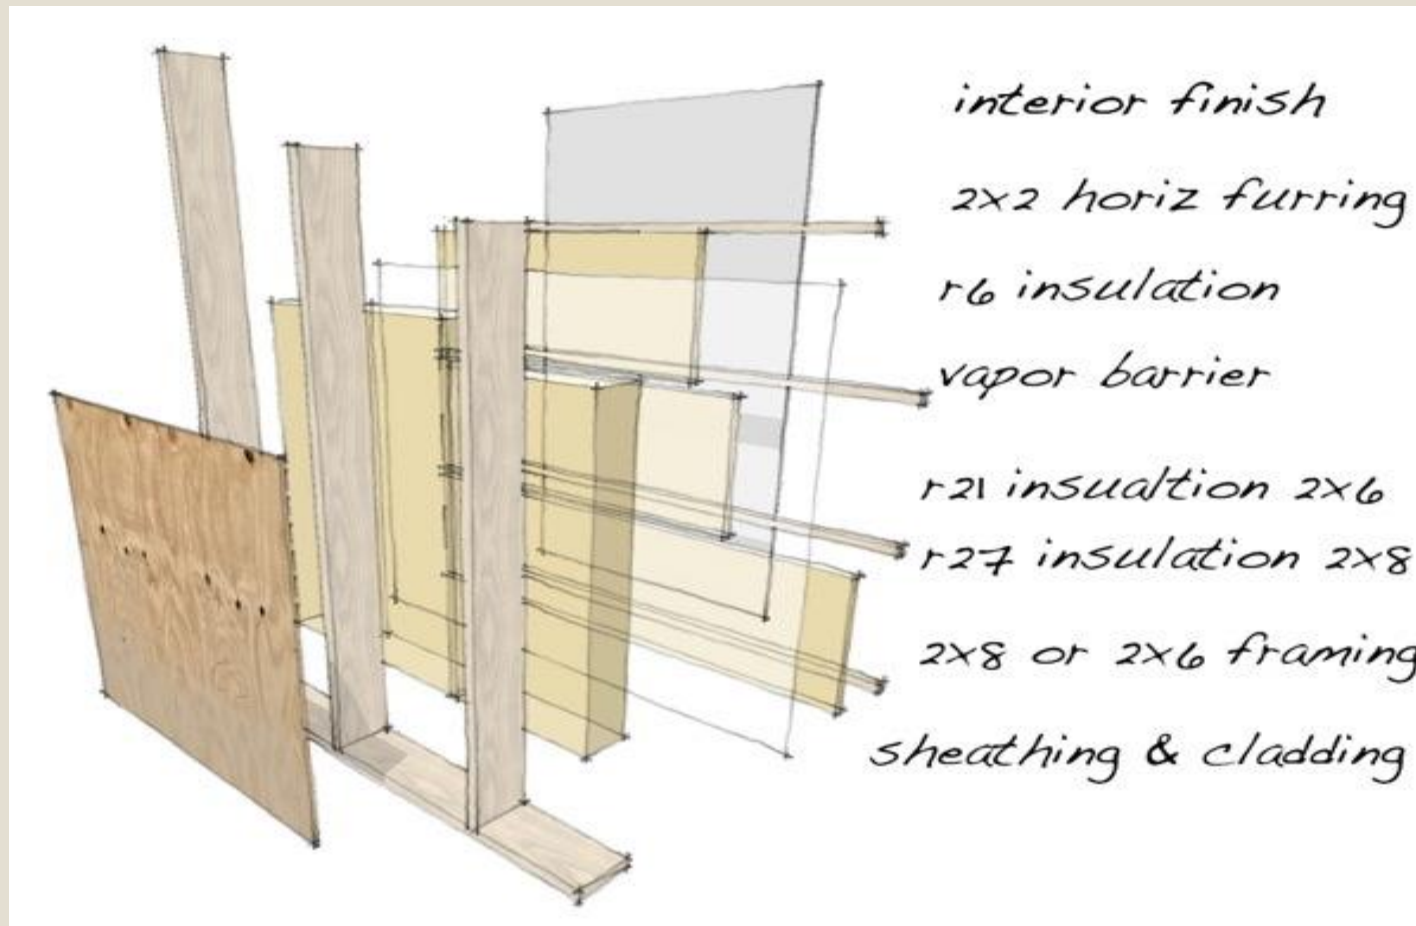 interior finish
2x2 horiz furring
r6 insulation
vapor barrier
r21 insualtion 2x6
r27 insulation 2x8
2x8 or 2x6 framing
sheathing & cladding